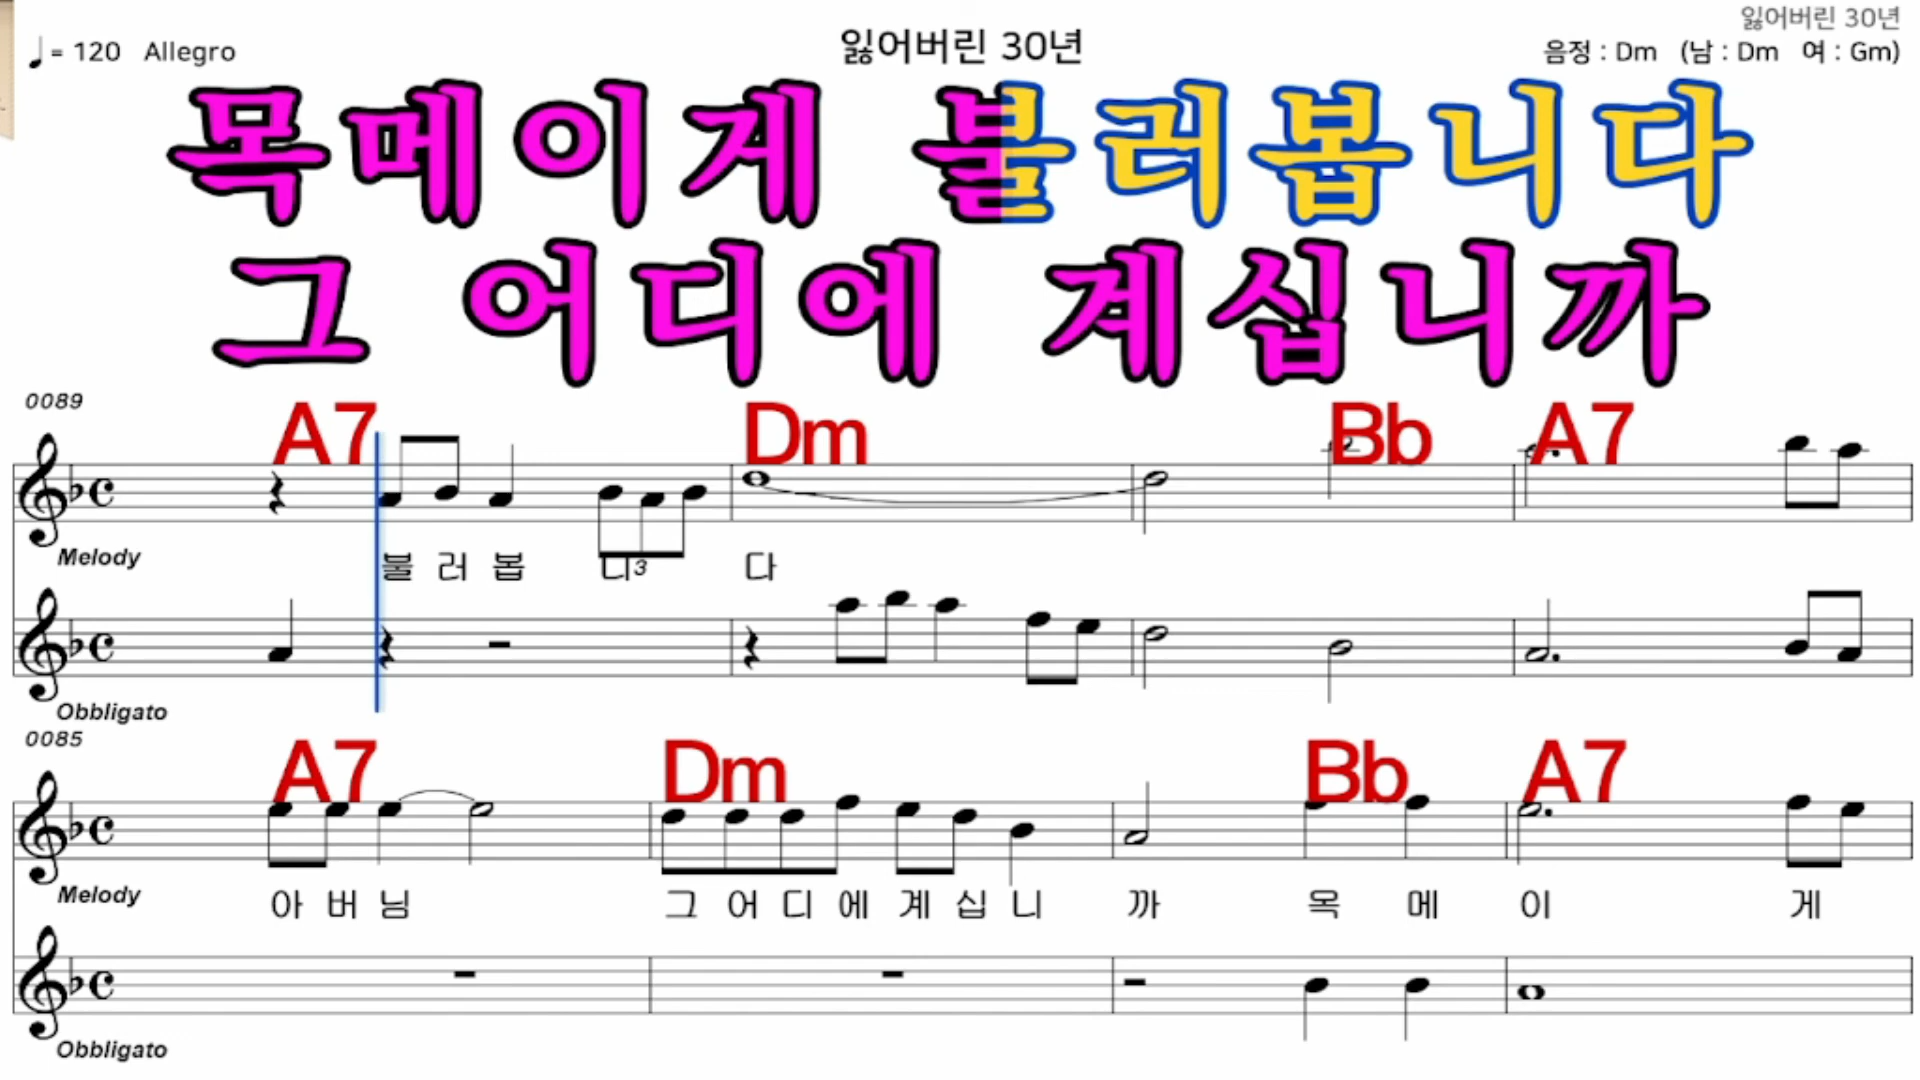 잃어버린 30년
♩ = 120 Allegro
잃어버린 30년
음정 : Dm (남 : Dm 여 : Gm)
목메이게 불러봅니다
그 어디에 계십니까
0089
A7 Dm Bb A7
Melody
불 러 봅 니 다
3
Obbligato
0085
A7 Dm Bb A7
Melody
아 버 님 그 어 디 에 계 십 니 까 목 메 이 게
Obbligato